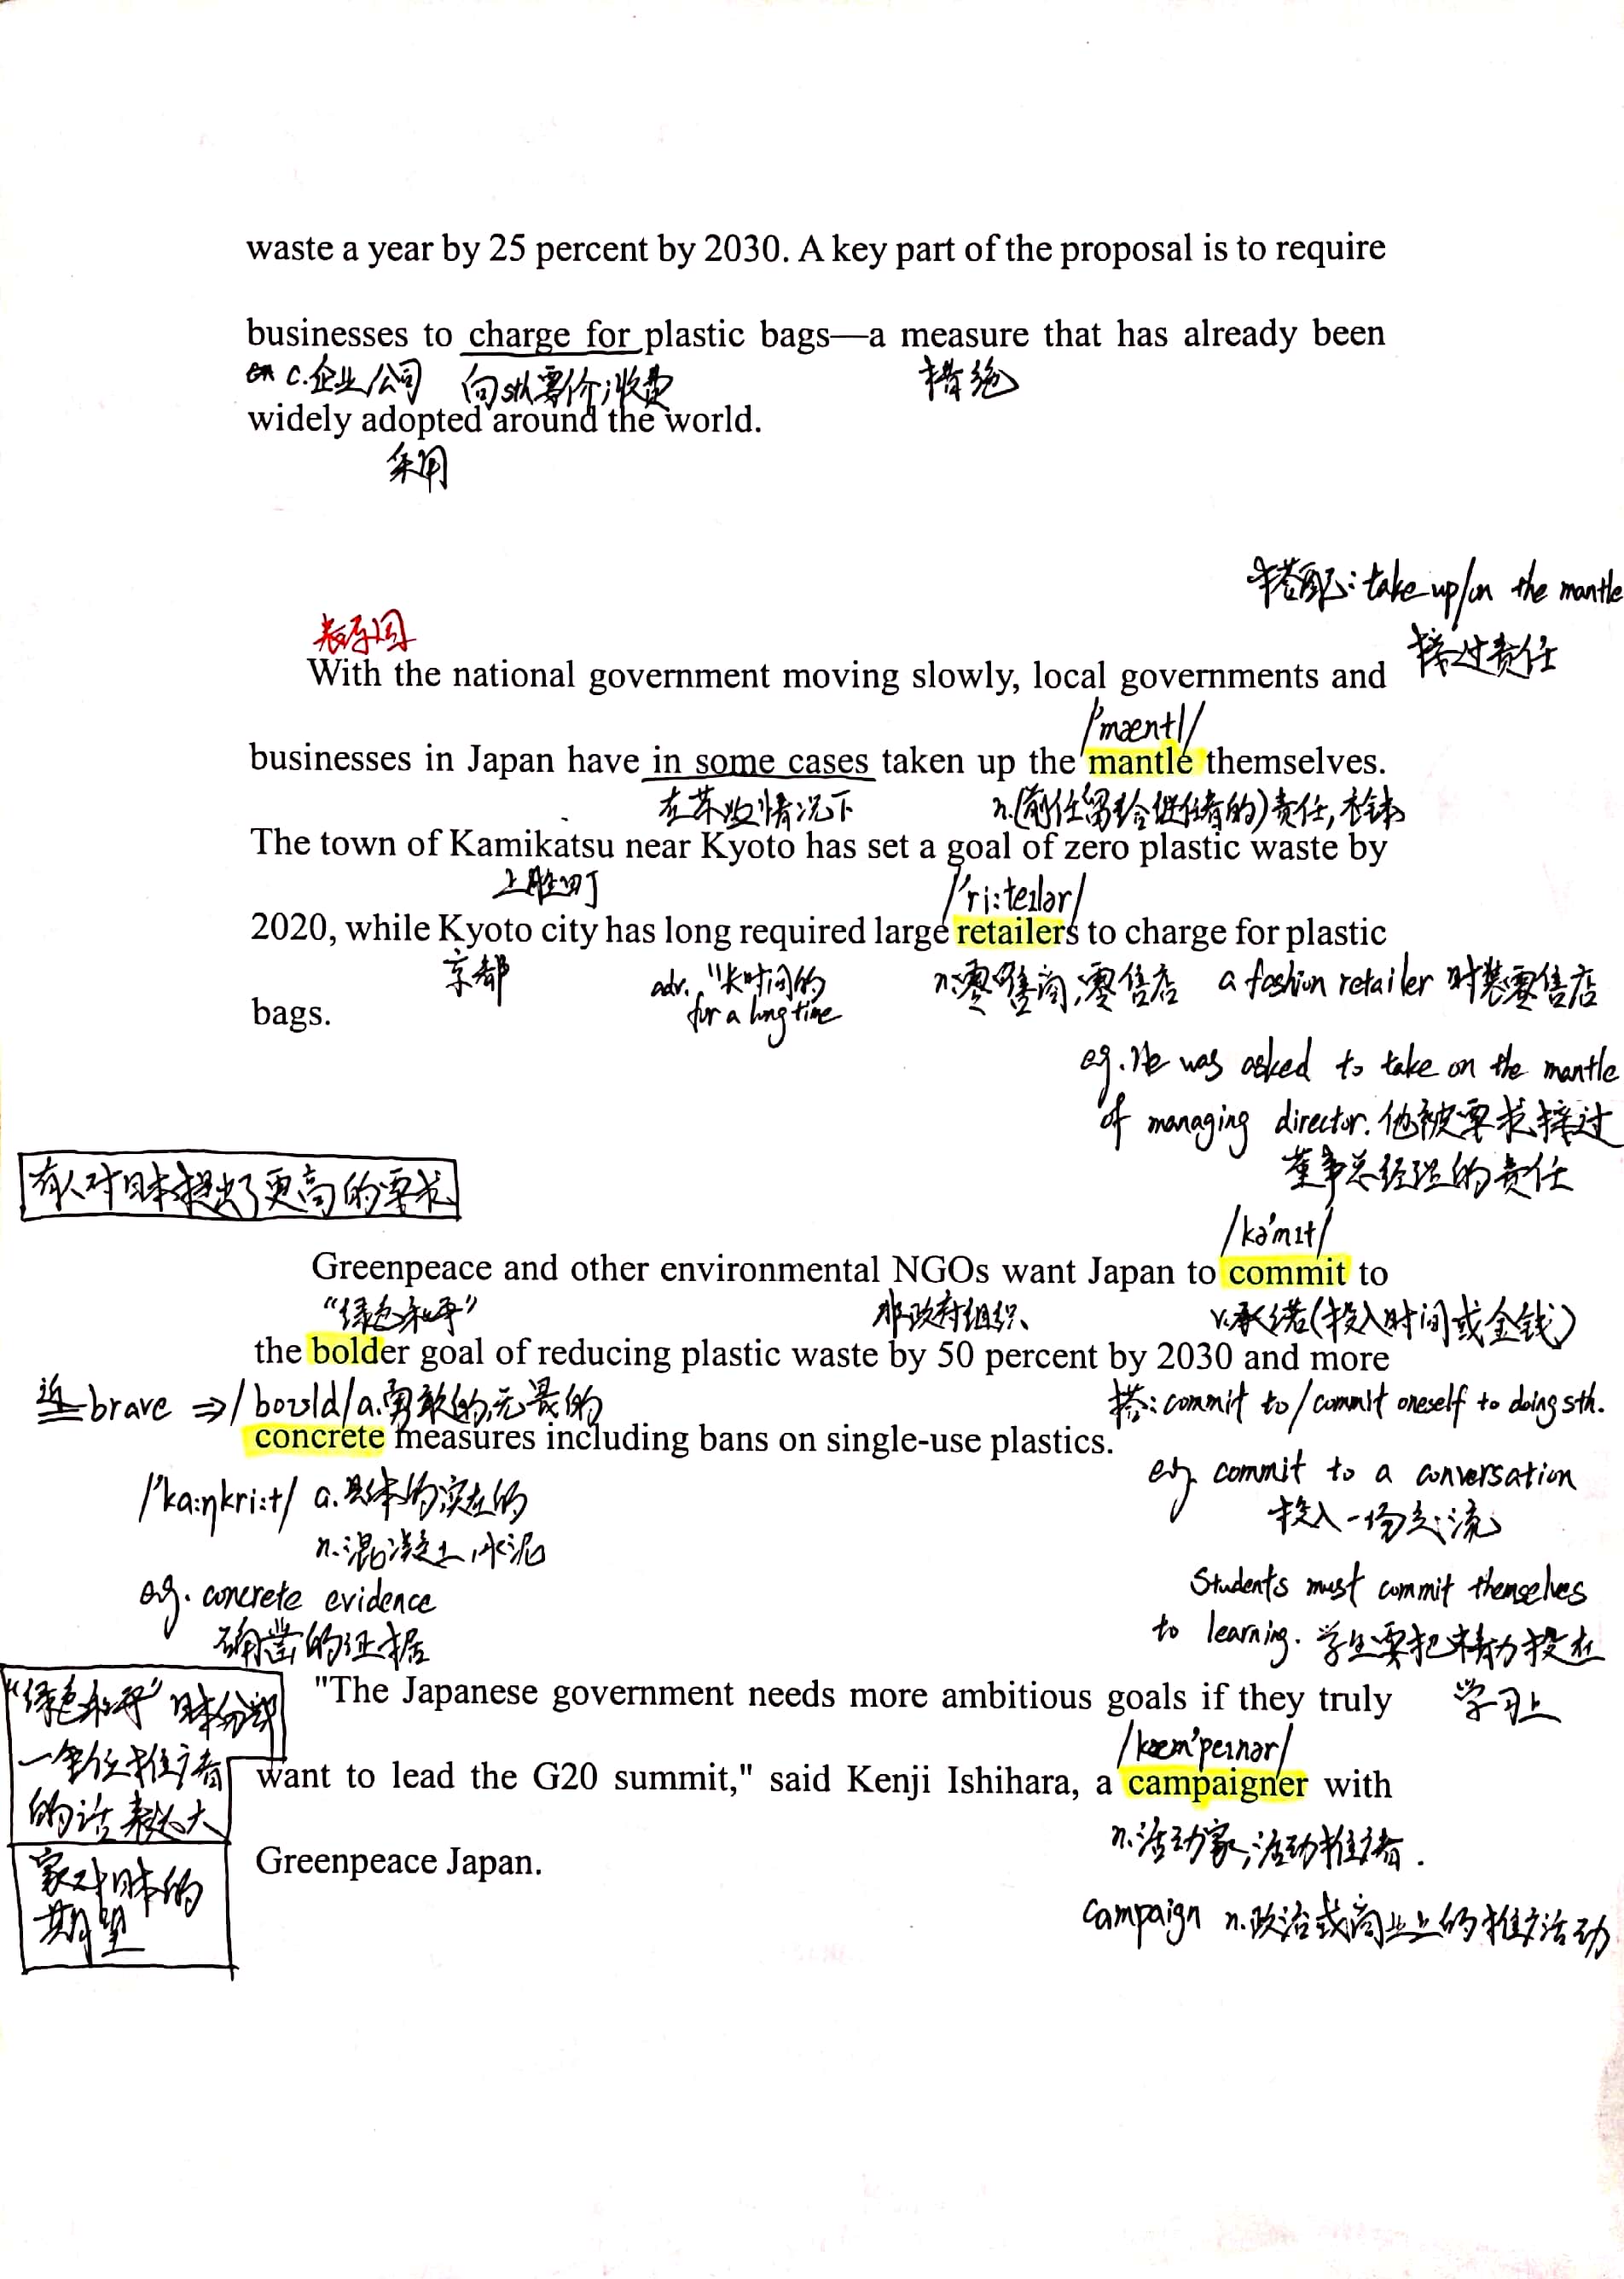 waste a year by 25 percent by 2030. A key part of the proposal is to require
businesses to charge for plastic bags—a measure that has already been
c.企业/公司 向sth要价;收费 措施
widely adopted around the world.
采用
搭配:take up/on the mantle
接过责任
表原因
With the national government moving slowly, local governments and
/'mæntl/
businesses in Japan have in some cases taken up the mantle themselves.
在某些情况下 n.(前任留给继任者的)责任,衣钵
The town of Kamikatsu near Kyoto has set a goal of zero plastic waste by
上胜町 /'ri:teɪlər/
2020, while Kyoto city has long required large retailers to charge for plastic
京都 adv. "长时间的 n.零售商,零售店 a fashion retailer 时装零售店
for a long time
bags.
eg. He was asked to take on the mantle
of managing director. 他被要求接过
董事总经理的责任
有人对日本提出了更高的要求
/kə'mɪt/
Greenpeace and other environmental NGOs want Japan to commit to
"绿色和平" 非政府组织 v.承诺(投入时间或金钱)
the bolder goal of reducing plastic waste by 50 percent by 2030 and more
近 brave ⇒ /boʊld/ a.勇敢的,无畏的 搭:commit to/commit oneself to doing sth.
concrete measures including bans on single-use plastics.
/'kɑ:ŋkri:t/ a.具体的,实在的 eg. commit to a conversation
n.混凝土,水泥 投入一场交流
e.g. concrete evidence Students must commit themselves
确凿的证据 to learning. 学生要把精力投在
学习上
"绿色和平"日本分部
一个位推广者
的话表达大
家对日本的
期望
"The Japanese government needs more ambitious goals if they truly
/kæm'peɪnər/
want to lead the G20 summit," said Kenji Ishihara, a campaigner with
n.活动家,活动推广者.
Greenpeace Japan.
campaign n.政治或商业上的推广活动